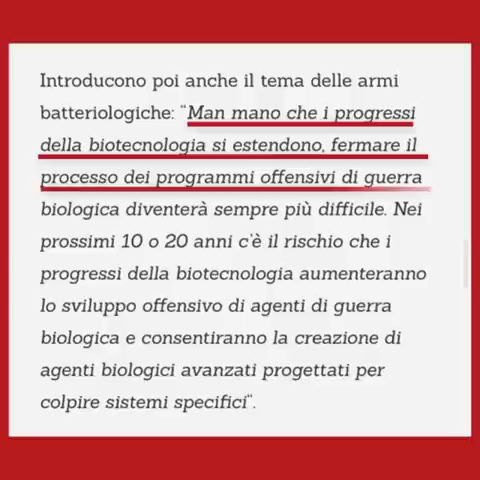 Introducono poi anche il tema delle armi
batteriologiche: "Man mano che i progressi
della biotecnologia si estendono, fermare il
processo dei programmi offensivi di guerra
biologica diventerà sempre più difficile. Nei
prossimi 10 o 20 anni c'è il rischio che i
progressi della biotecnologia aumenteranno
lo sviluppo offensivo di agenti di guerra
biologica e consentiranno la creazione di
agenti biologici avanzati progettati per
colpire sistemi specifici".